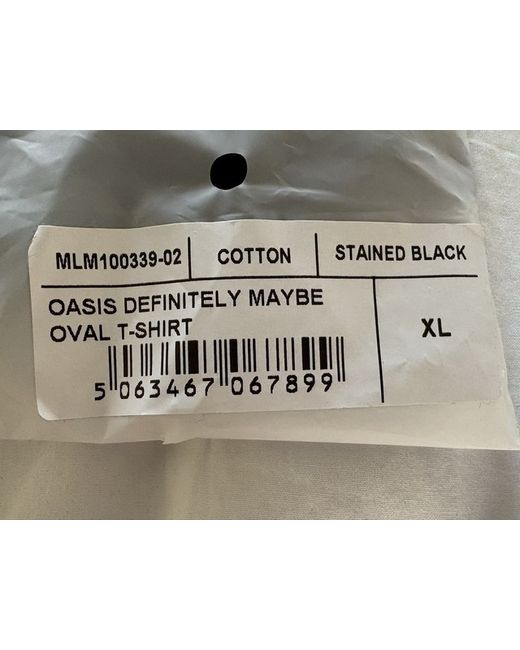 MLM100339-02 COTTON STAINED BLACK
OASIS DEFINITELY MAYBE
OVAL T-SHIRT
XL
5 063467 067899